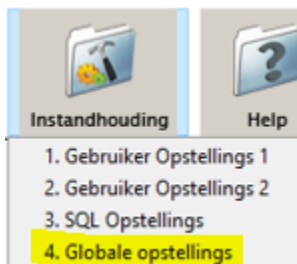 Instandhouding Help
1. Gebruiker Opstellings 1
2. Gebruiker Opstellings 2
3. SQL Opstellings
4. Globale opstellings